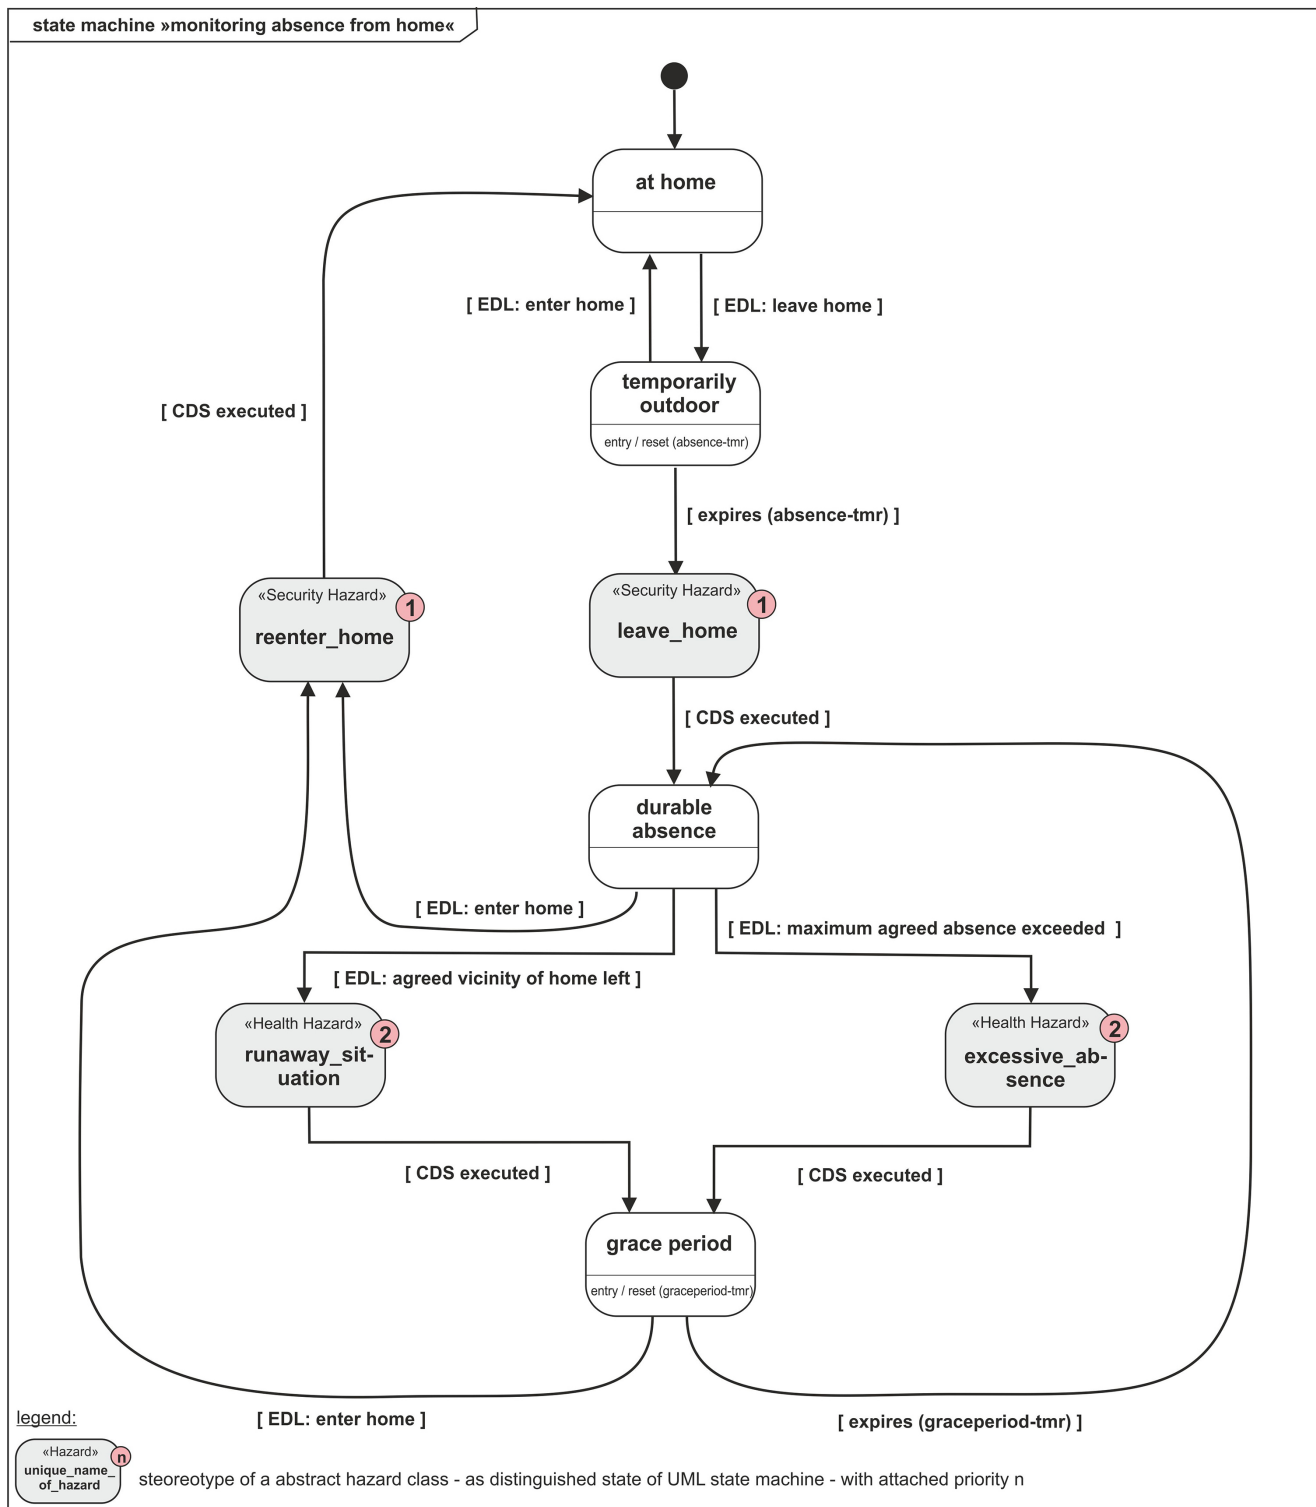 state machine »monitoring absence from home«
at home
[ EDL: enter home ]
[ EDL: leave home ]
temporarily
outdoor
entry / reset (absence-tmr)
[ CDS executed ]
[ expires (absence-tmr) ]
«Security Hazard»
1
reenter_home
«Security Hazard»
1
leave_home
[ CDS executed ]
durable
absence
[ EDL: enter home ]
[ EDL: maximum agreed absence exceeded ]
[ EDL: agreed vicinity of home left ]
«Health Hazard»
2
runaway_sit-
uation
«Health Hazard»
2
excessive_ab-
sence
[ CDS executed ]
[ CDS executed ]
grace period
entry / reset (graceperiod-tmr)
[ EDL: enter home ]
[ expires (graceperiod-tmr) ]
legend:
«Hazard»
n
unique_name_
of_hazard
steoreotype of a abstract hazard class - as distinguished state of UML state machine - with attached priority n